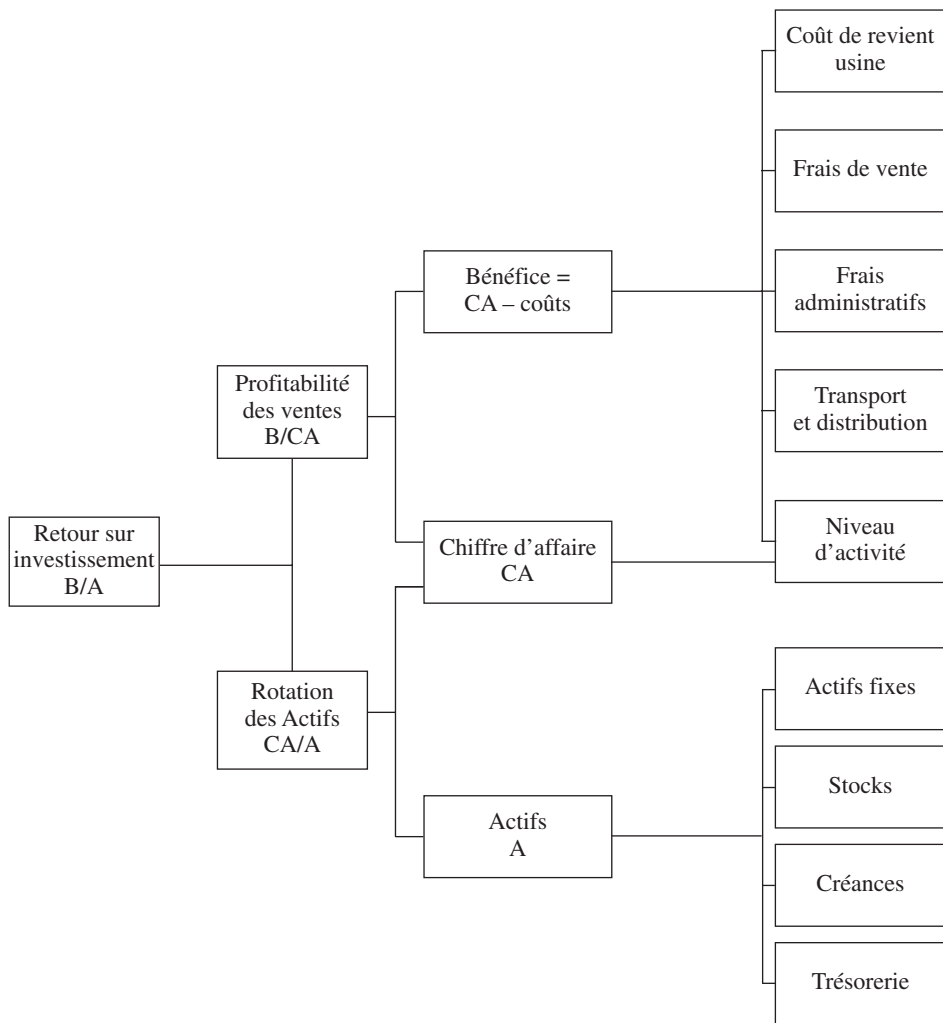 Coût de revient
usine
Frais de vente
Bénéfice =
CA – coûts
Frais
administratifs
Profitabilité
des ventes
B/CA
Transport
et distribution
Retour sur
investissement
B/A
Chiffre d’affaire
CA
Niveau
d’activité
Rotation
des Actifs
CA/A
Actifs fixes
Stocks
Actifs
A
Créances
Trésorerie